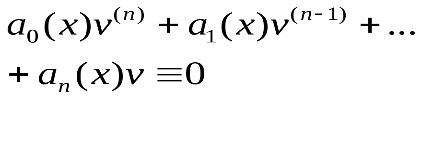 a₀(x)v⁽ⁿ⁾ + a₁(x)v⁽ⁿ⁻¹⁾ + ...
+ aₙ(x)v ≡0